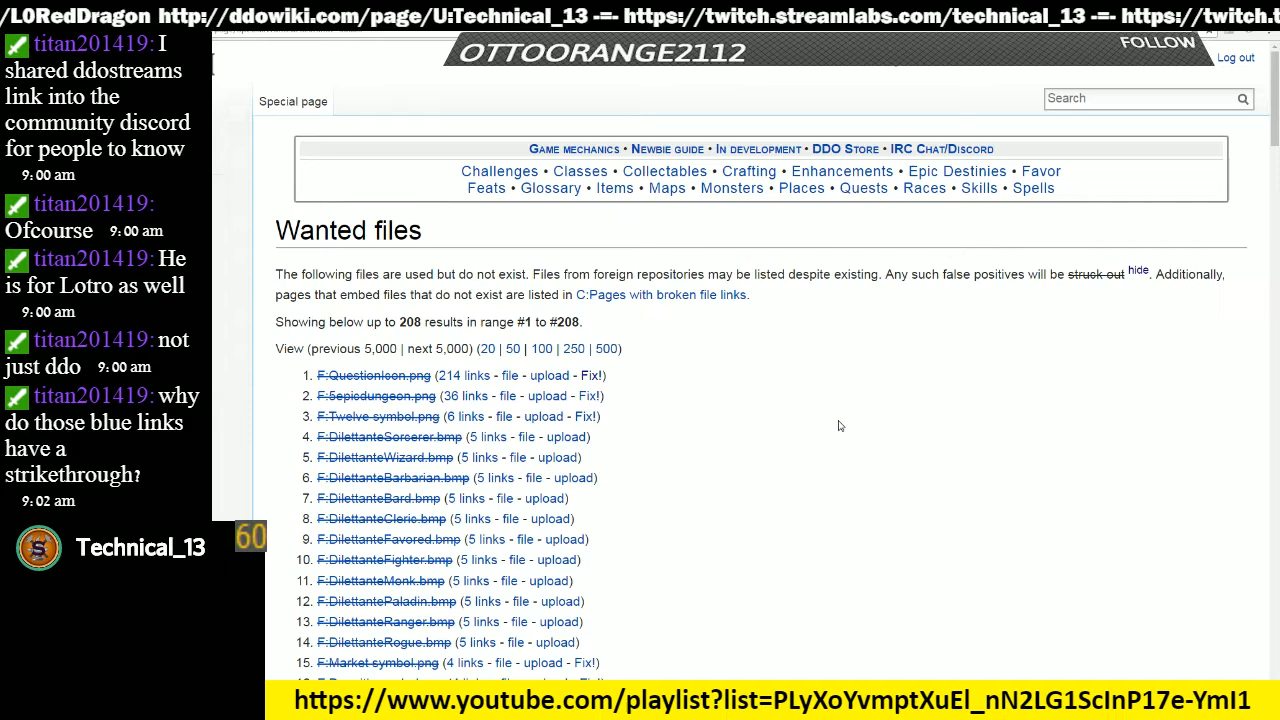 /L0RedDragon http://ddowiki.com/page/U:Technical_13 -=- https://twitch.streamlabs.com/technical_13 -=- https://twitch.t
titan201419: I
shared ddostreams
link into the
community discord
for people to know
9:00 am
titan201419:
Ofcourse 9:00 am
titan201419: He
is for Lotro as well
9:00 am
titan201419: not
just ddo 9:00 am
titan201419: why
do those blue links
have a
strikethrough?
9:02 am
Technical_13
60
OTTOORANGE2112
FOLLOW
Log out
Special page
Search
Game mechanics • Newbie guide • In development • DDO Store • IRC Chat/Discord
Challenges • Classes • Collectables • Crafting • Enhancements • Epic Destinies • Favor
Feats • Glossary • Items • Maps • Monsters • Places • Quests • Races • Skills • Spells
Wanted files
The following files are used but do not exist. Files from foreign repositories may be listed despite existing. Any such false positives will be struck out hide. Additionally,
pages that embed files that do not exist are listed in C:Pages with broken file links.
Showing below up to 208 results in range #1 to #208.
View (previous 5,000 | next 5,000) (20 | 50 | 100 | 250 | 500)
1. F:QuestionIcon.png (214 links - file - upload - Fix!)
2. F:5epicdungeon.png (36 links - file - upload - Fix!)
3. F:Twelve symbol.png (6 links - file - upload - Fix!)
4. F:DilettanteSorcerer.bmp (5 links - file - upload)
5. F:DilettanteWizard.bmp (5 links - file - upload)
6. F:DilettanteBarbarian.bmp (5 links - file - upload)
7. F:DilettanteBard.bmp (5 links - file - upload)
8. F:DilettanteCleric.bmp (5 links - file - upload)
9. F:DilettanteFavored.bmp (5 links - file - upload)
10. F:DilettanteFighter.bmp (5 links - file - upload)
11. F:DilettanteMonk.bmp (5 links - file - upload)
12. F:DilettantePaladin.bmp (5 links - file - upload)
13. F:DilettanteRanger.bmp (5 links - file - upload)
14. F:DilettanteRogue.bmp (5 links - file - upload)
15. F:Market symbol.png (4 links - file - upload - Fix!)
https://www.youtube.com/playlist?list=PLyXoYvmptXuEl_nN2LG1ScInP17e-YmI1